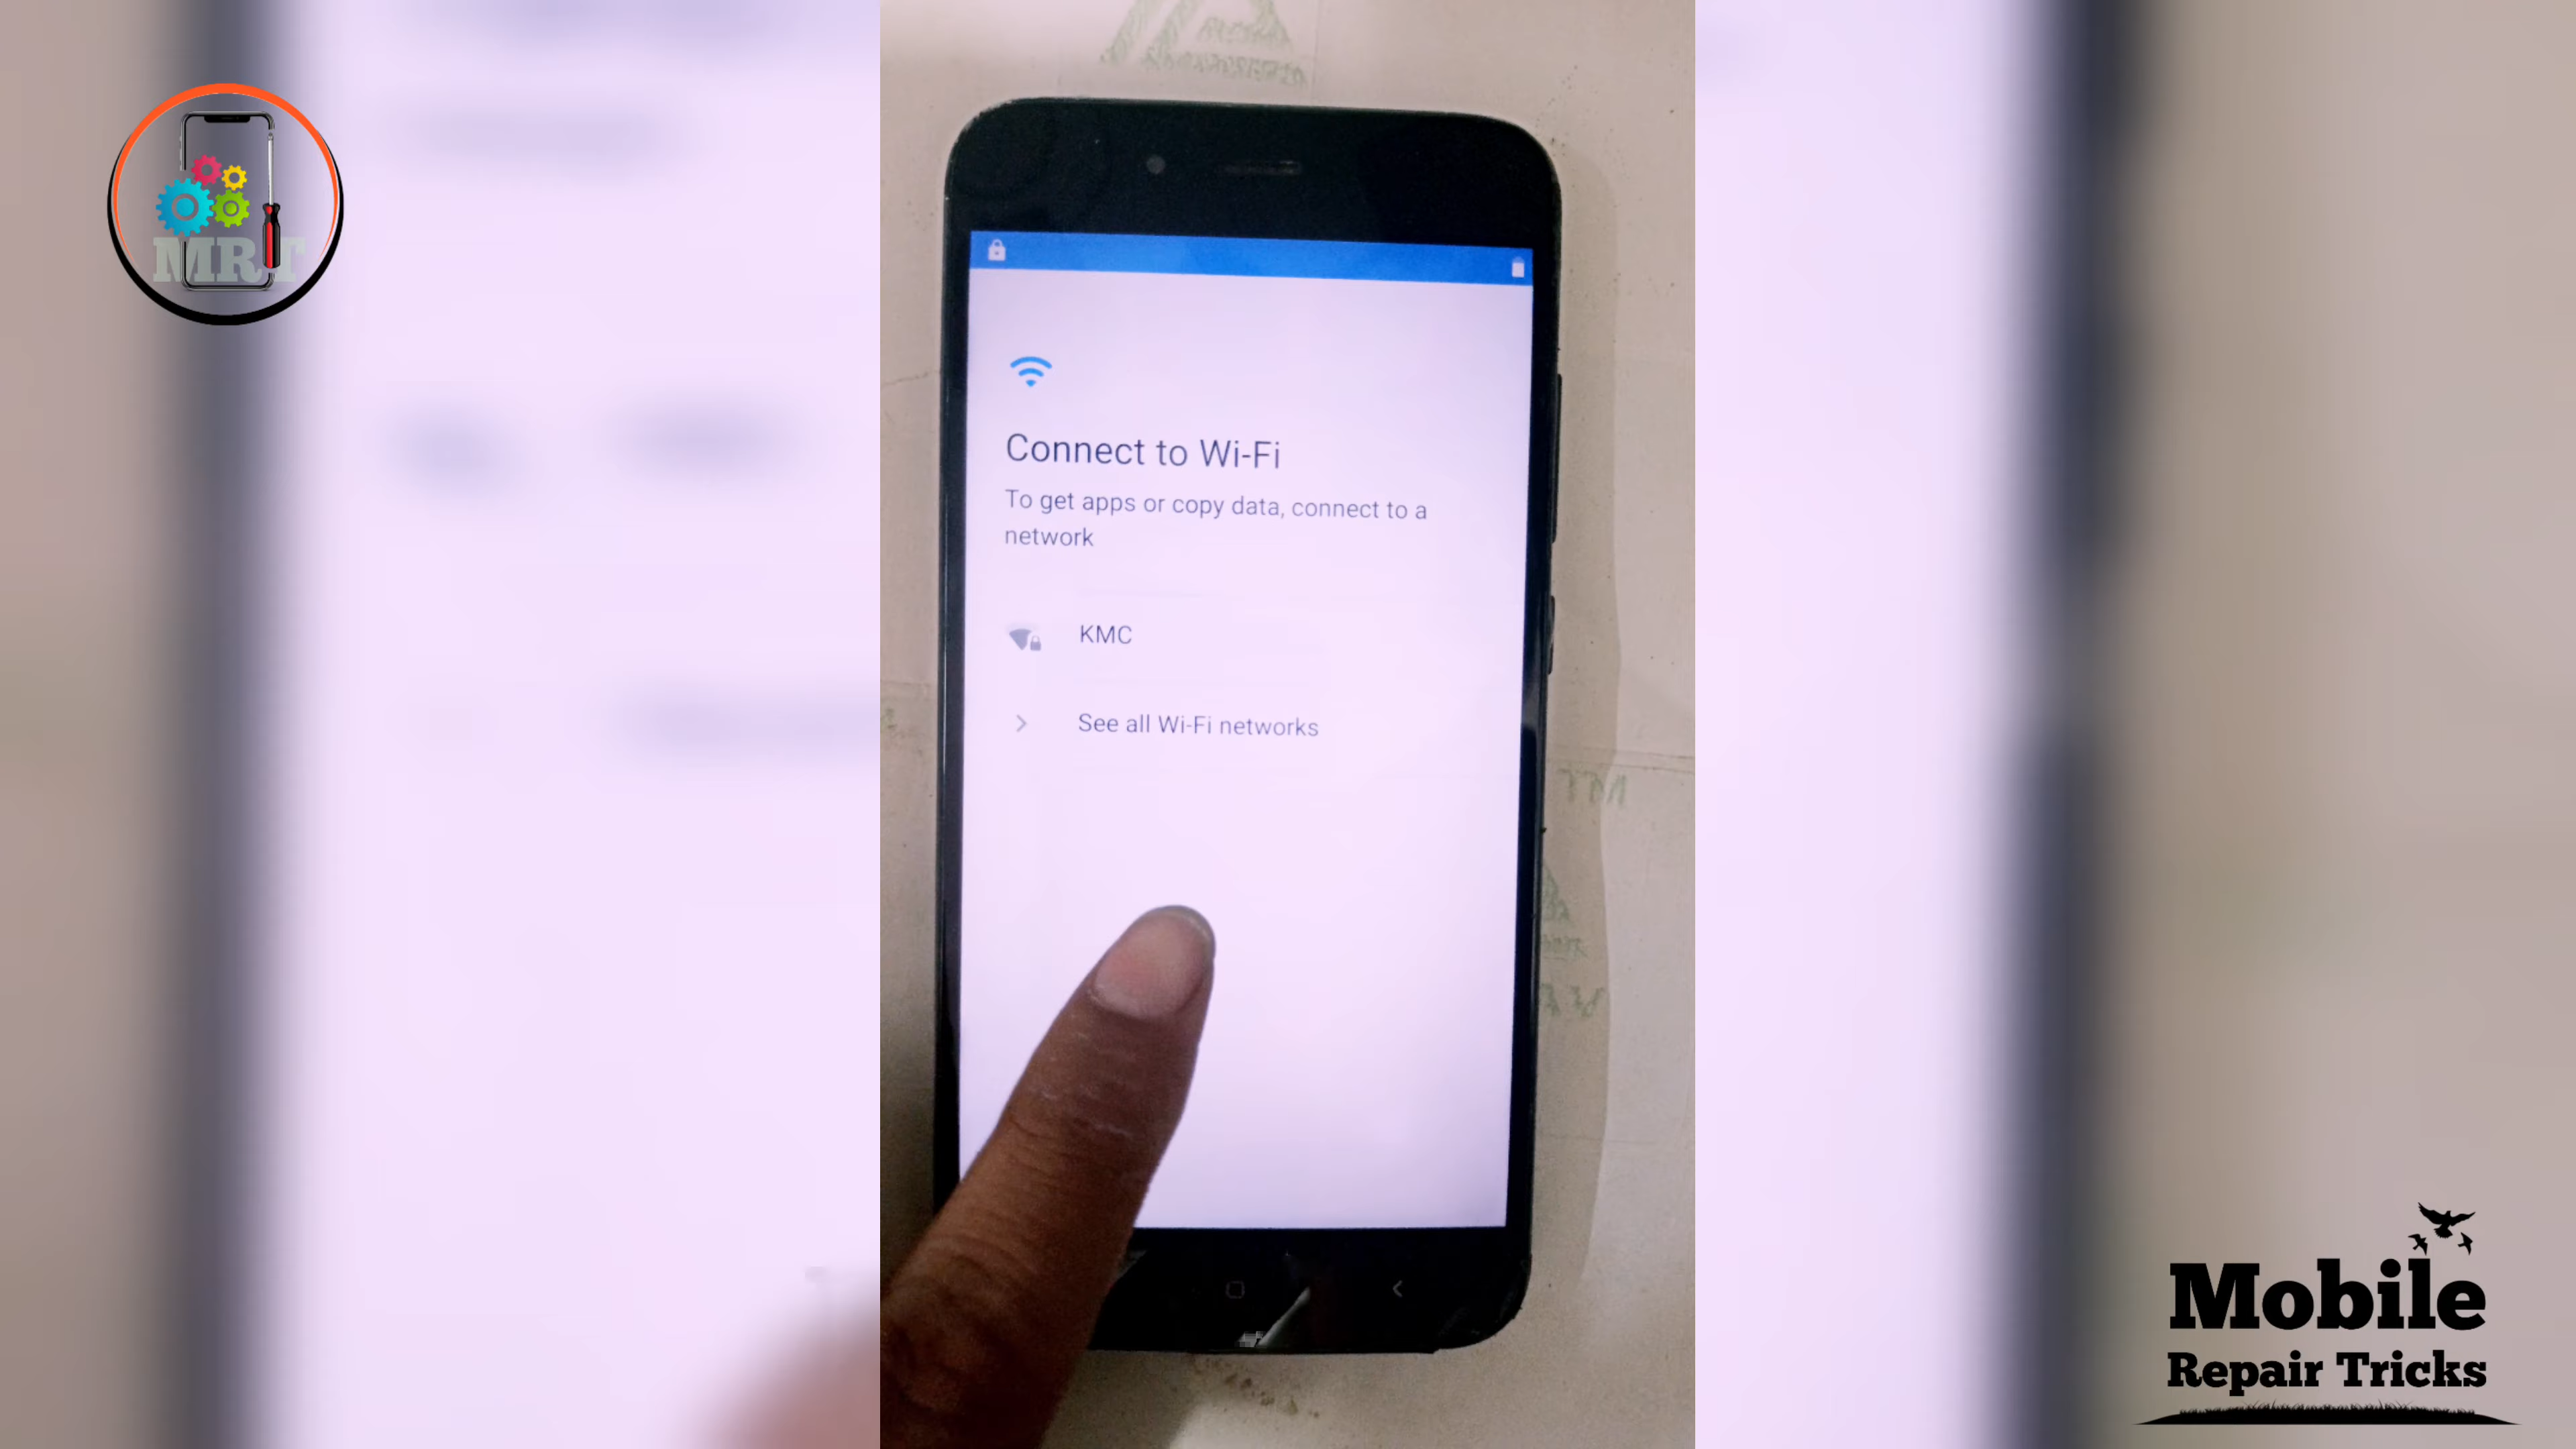 MRT
Connect to Wi-Fi
To get apps or copy data, connect to a
network
KMC
See all Wi-Fi networks
Mobile
Repair Tricks